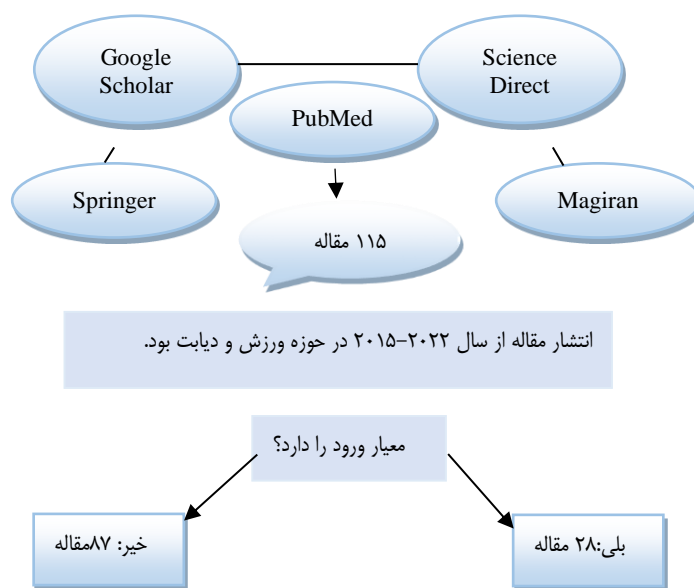 Google
Scholar
Science
Direct
PubMed
Springer
Magiran
۱۱۵ مقاله
انتشار مقاله از سال ۲۰۲۲-۲۰۱۵ در حوزه ورزش و دیابت بود.
معیار ورود را دارد؟
بلی:۲۸ مقاله
خیر: ۸۷مقاله